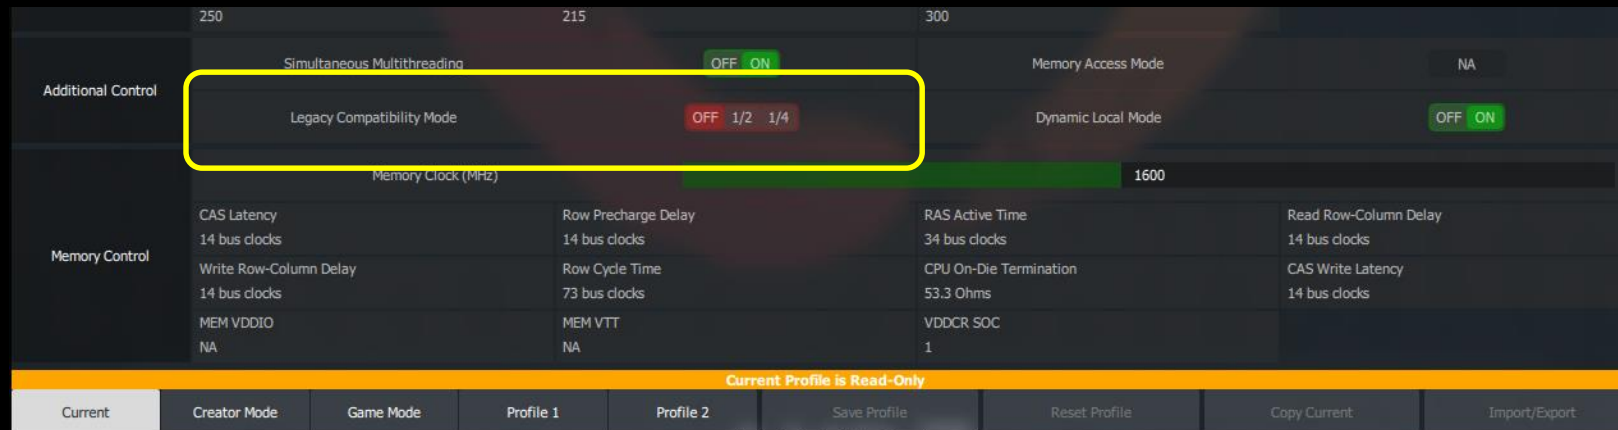 250 215 300
Additional Control
Simultaneous Multithreading OFF ON Memory Access Mode NA
Legacy Compatibility Mode OFF 1/2 1/4 Dynamic Local Mode OFF ON
Memory Control
Memory Clock (MHz) 1600
CAS Latency Row Precharge Delay RAS Active Time Read Row-Column Delay
14 bus clocks 14 bus clocks 34 bus clocks 14 bus clocks
Write Row-Column Delay Row Cycle Time CPU On-Die Termination CAS Write Latency
14 bus clocks 73 bus clocks 53.3 Ohms 14 bus clocks
MEM VDDIO MEM VTT VDDCR SOC
NA NA 1
Current Profile is Read-Only
Current Creator Mode Game Mode Profile 1 Profile 2 Save Profile Reset Profile Copy Current Import/Export